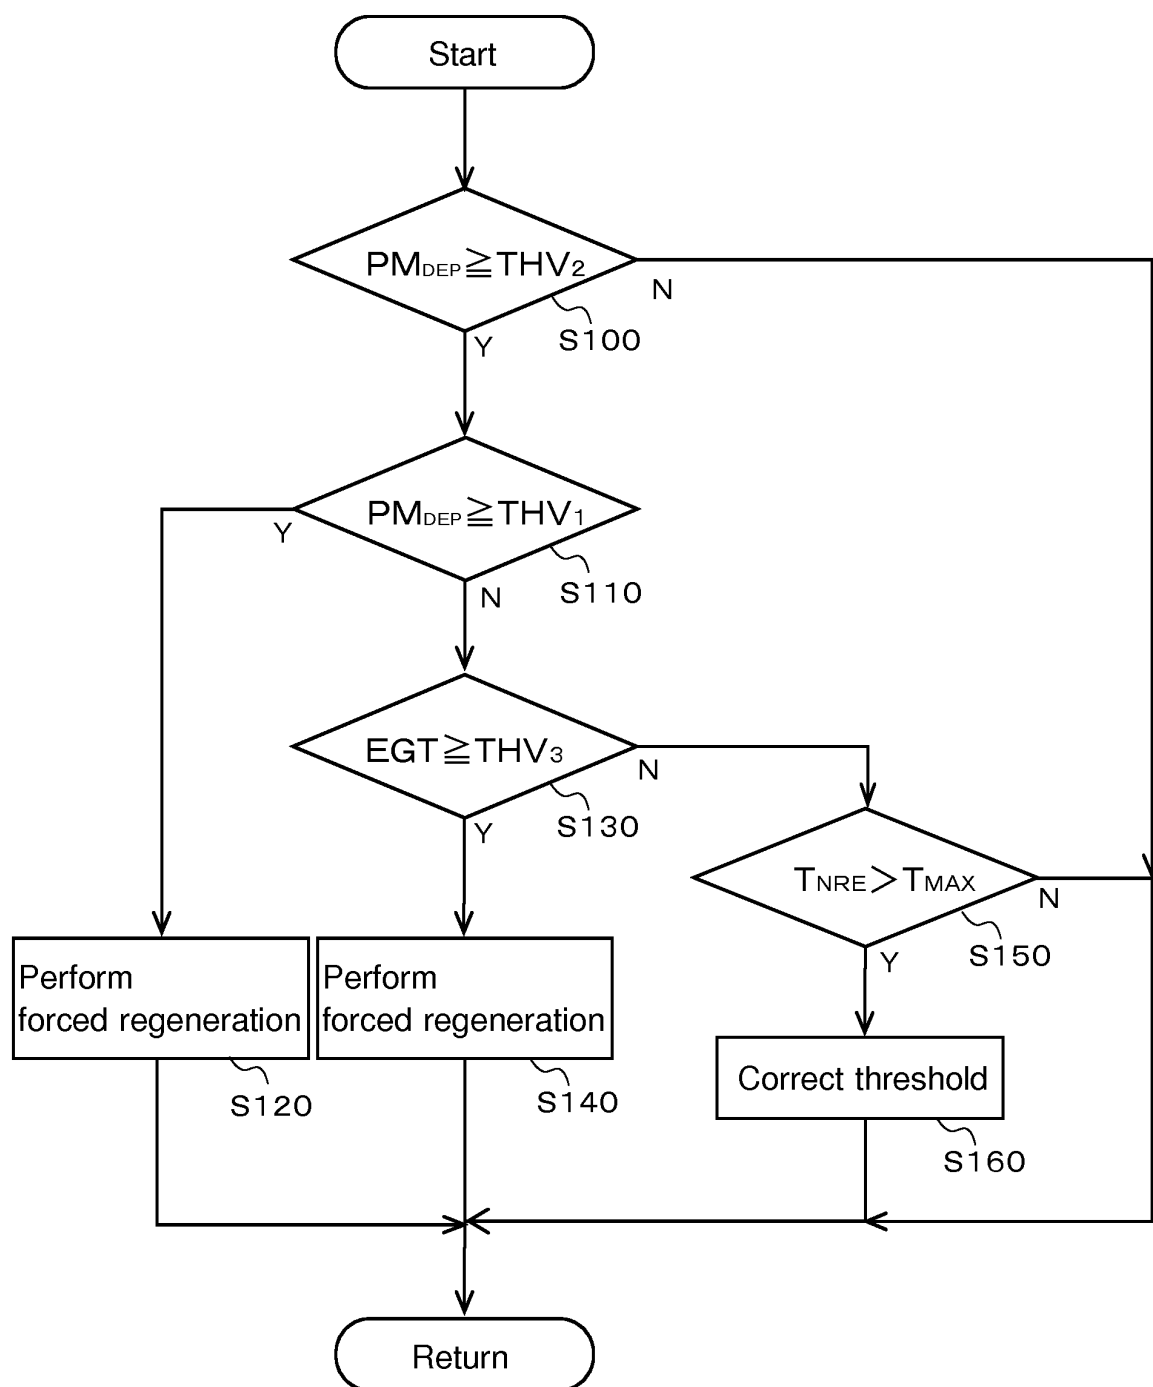 Start
PMDEP≧THV2
N
S100
Y
PMDEP≧THV1
Y
S110
N
EGT≧THV3
N
S130
Y
TNRE>TMAX
N
S150
Y
Perform
forced regeneration
S120
Perform
forced regeneration
S140
Correct threshold
S160
Return